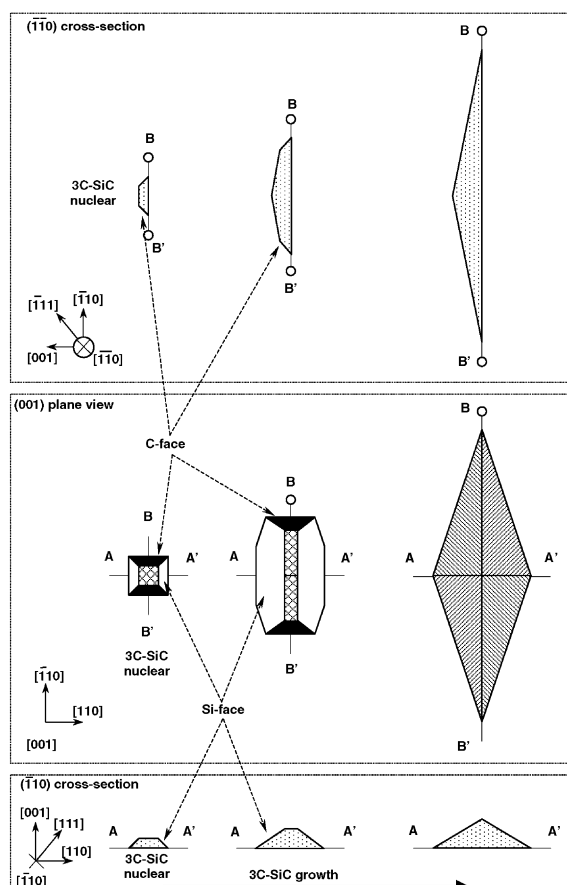 (1̅1̅0) cross-section
B
B
B
3C-SiC
nuclear
B'
B'
B'
[1̅11] [1̅10]
[001] [1̅1̅0]
(001) plane view
B
C-face
B
B
A A' A A' A A'
B'
3C-SiC
nuclear
B'
B'
[1̅10]
[110]
[001]
Si-face
(1̅10) cross-section
[001] [111]
[110]
[1̅10]
A A' A A' A A'
3C-SiC
nuclear
3C-SiC growth